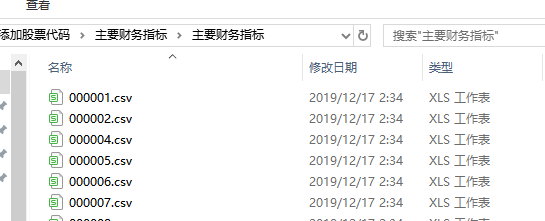 查看
添加股票代码 › 主要财务指标 › 主要财务指标
搜索"主要财务指标"
名称 修改日期 类型
000001.csv 2019/12/17 2:34 XLS 工作表
000002.csv 2019/12/17 2:34 XLS 工作表
000004.csv 2019/12/17 2:34 XLS 工作表
000005.csv 2019/12/17 2:34 XLS 工作表
000006.csv 2019/12/17 2:34 XLS 工作表
000007.csv 2019/12/17 2:34 XLS 工作表